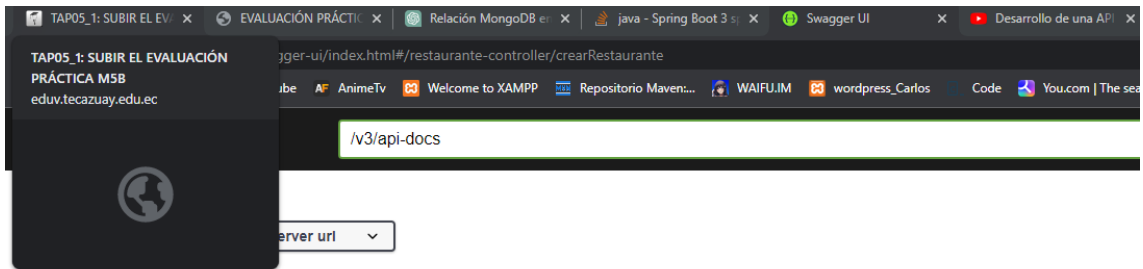 TAP05_1: SUBIR EL EV
EVALUACIÓN PRÁCTIC
Relación MongoDB en
java - Spring Boot 3 sp
Swagger UI
Desarrollo de una API
TAP05_1: SUBIR EL EVALUACIÓN
PRÁCTICA M5B
eduv.tecazuay.edu.ec
gger-ui/index.html#/restaurante-controller/crearRestaurante
ube
AF AnimeTv
Welcome to XAMPP
Repositorio Maven:...
WAIFU.IM
wordpress_Carlos
Code
You.com | The sea
/v3/api-docs
erver url